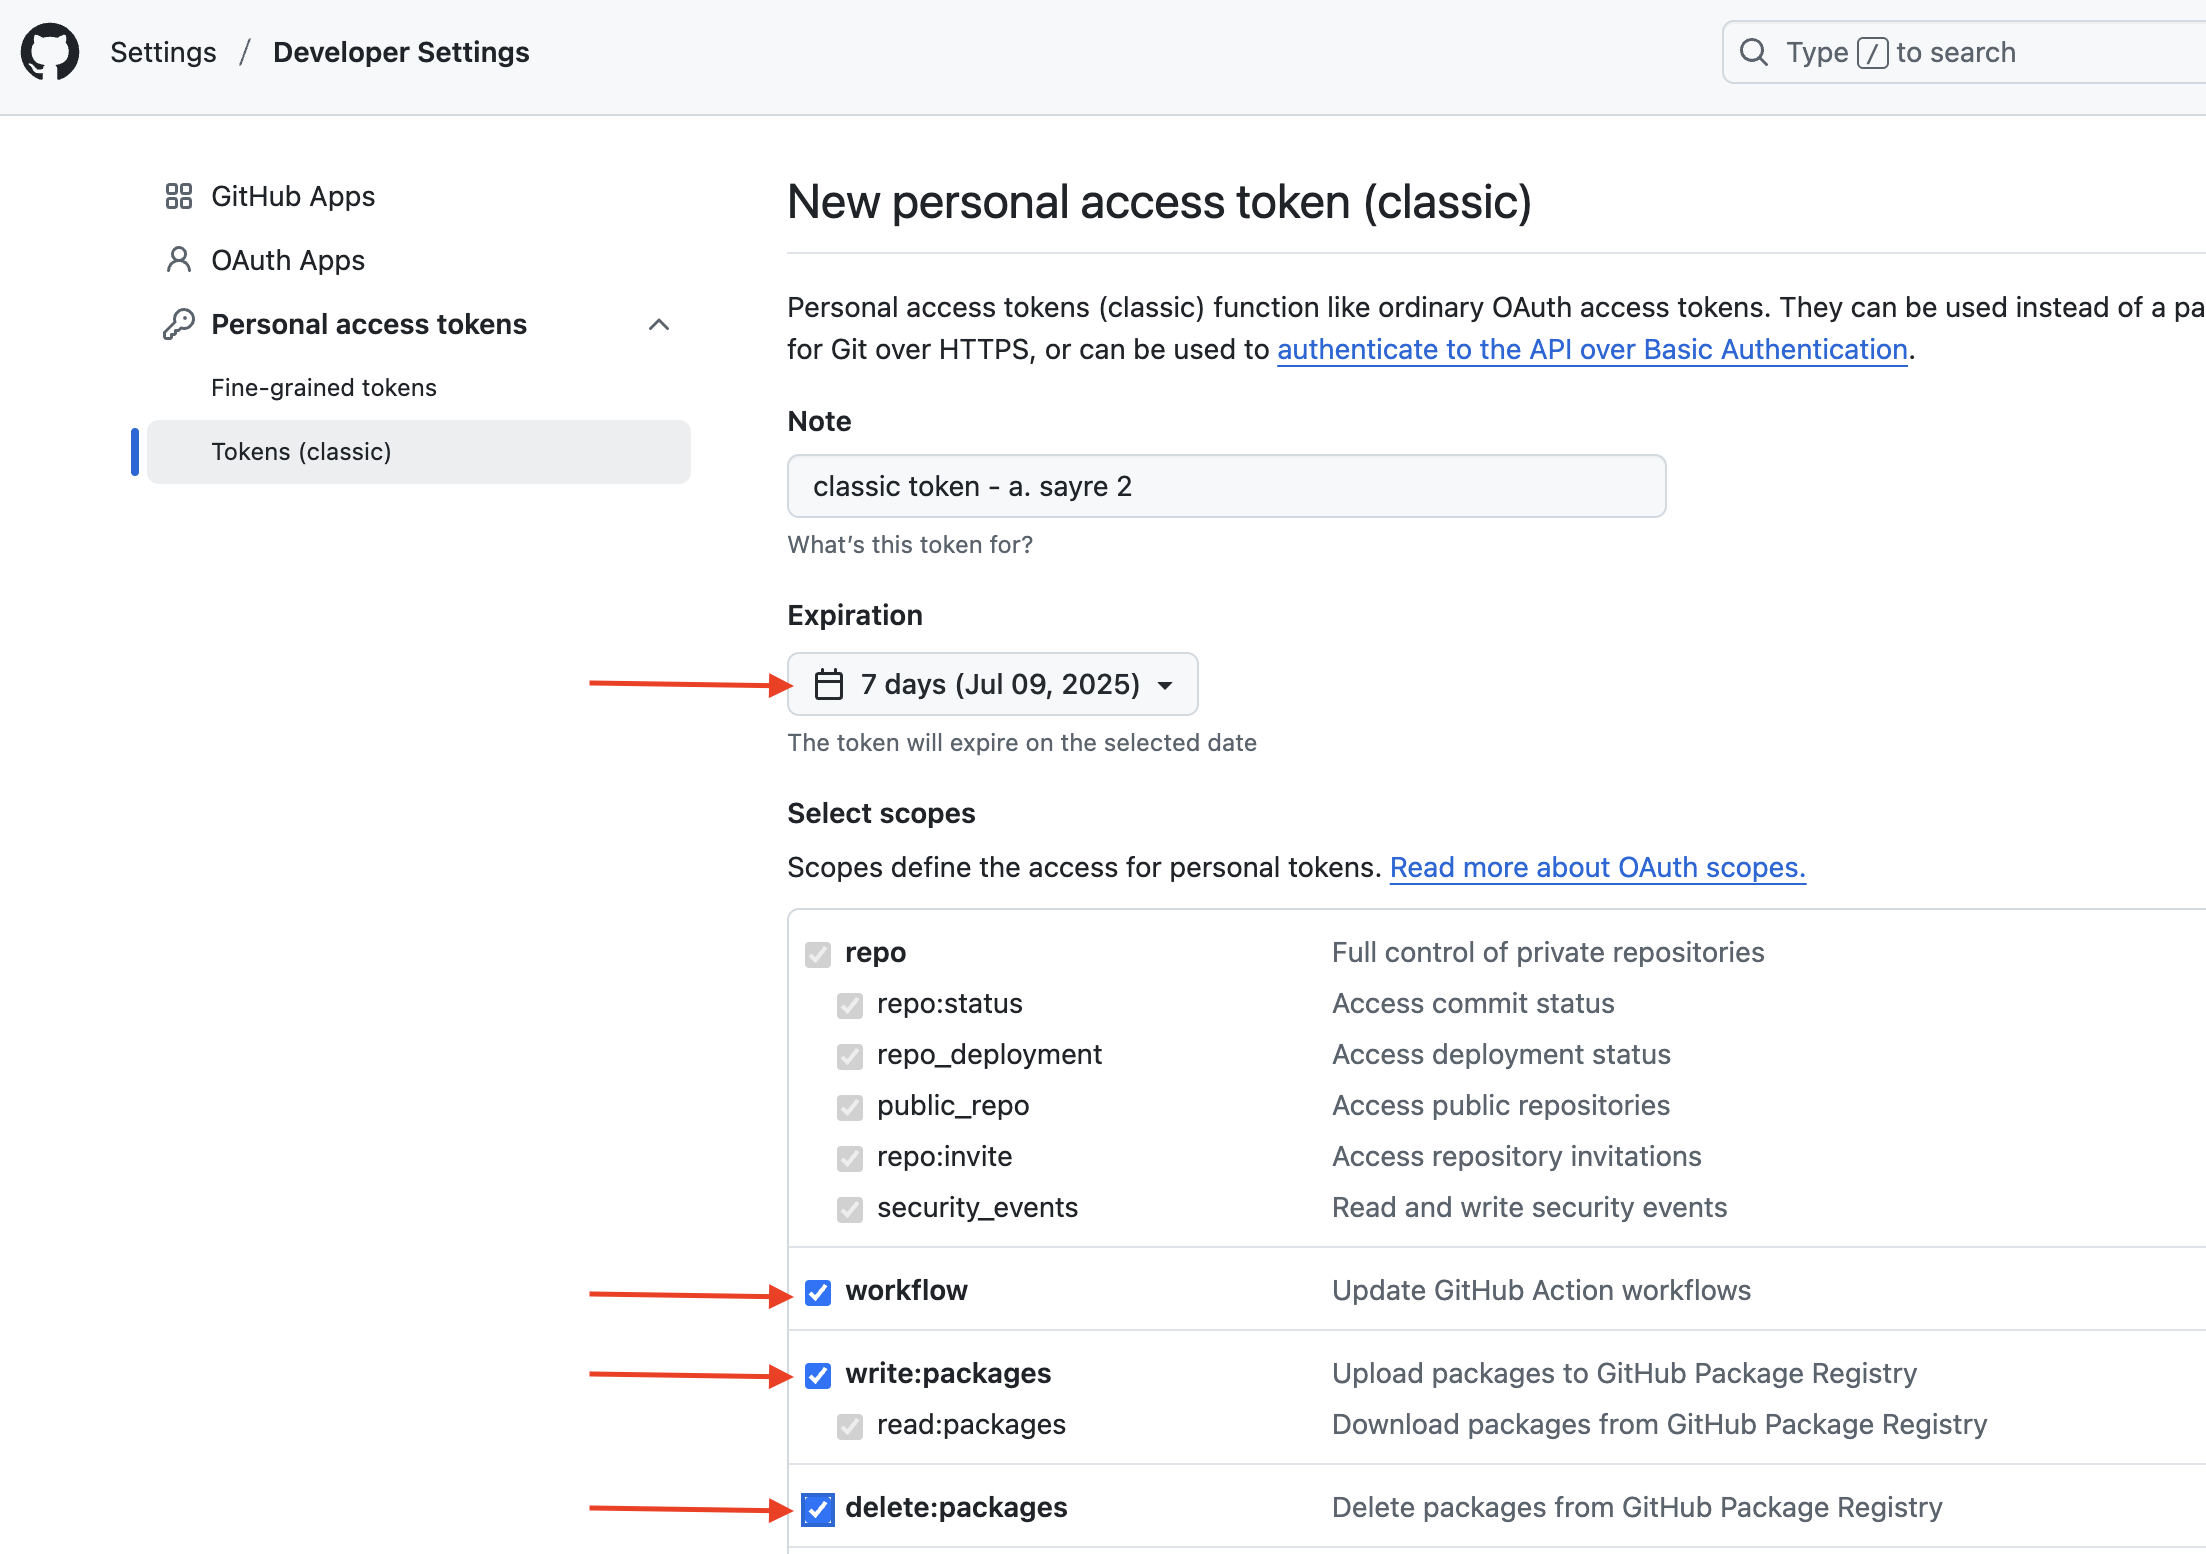 Settings / Developer Settings
Type / to search
GitHub Apps
OAuth Apps
Personal access tokens
Fine-grained tokens
Tokens (classic)
New personal access token (classic)
Personal access tokens (classic) function like ordinary OAuth access tokens. They can be used instead of a pa
for Git over HTTPS, or can be used to authenticate to the API over Basic Authentication.
Note
classic token - a. sayre 2
What's this token for?
Expiration
7 days (Jul 09, 2025)
The token will expire on the selected date
Select scopes
Scopes define the access for personal tokens. Read more about OAuth scopes.
repo Full control of private repositories
repo:status Access commit status
repo_deployment Access deployment status
public_repo Access public repositories
repo:invite Access repository invitations
security_events Read and write security events
workflow Update GitHub Action workflows
write:packages Upload packages to GitHub Package Registry
read:packages Download packages from GitHub Package Registry
delete:packages Delete packages from GitHub Package Registry